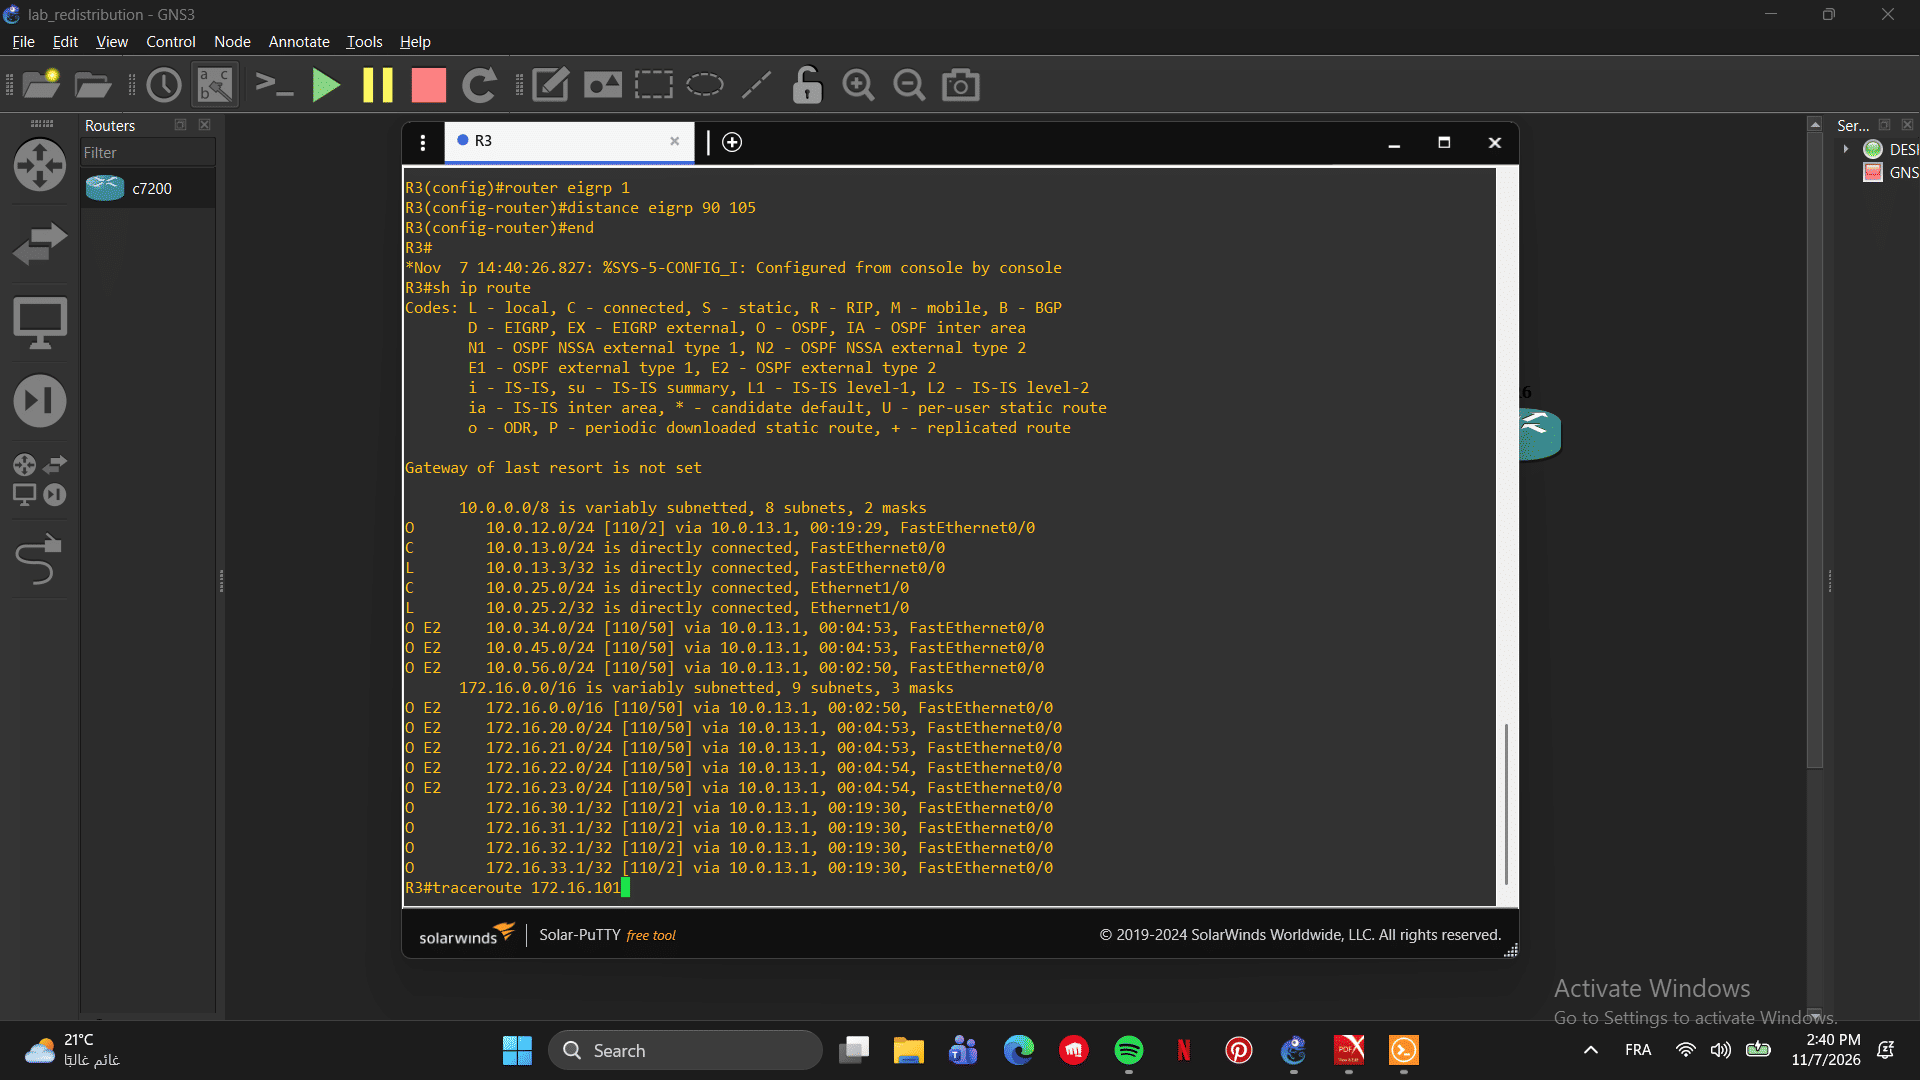 lab_redistribution - GNS3
File Edit View Control Node Annotate Tools Help
Routers
Filter
c7200
Ser...
DESI
GNS
R3
R3(config)#router eigrp 1
R3(config-router)#distance eigrp 90 105
R3(config-router)#end
R3#
*Nov  7 14:40:26.827: %SYS-5-CONFIG_I: Configured from console by console
R3#sh ip route
Codes: L - local, C - connected, S - static, R - RIP, M - mobile, B - BGP
       D - EIGRP, EX - EIGRP external, O - OSPF, IA - OSPF inter area
       N1 - OSPF NSSA external type 1, N2 - OSPF NSSA external type 2
       E1 - OSPF external type 1, E2 - OSPF external type 2
       i - IS-IS, su - IS-IS summary, L1 - IS-IS level-1, L2 - IS-IS level-2
       ia - IS-IS inter area, * - candidate default, U - per-user static route
       o - ODR, P - periodic downloaded static route, + - replicated route
Gateway of last resort is not set
      10.0.0.0/8 is variably subnetted, 8 subnets, 2 masks
O        10.0.12.0/24 [110/2] via 10.0.13.1, 00:19:29, FastEthernet0/0
C        10.0.13.0/24 is directly connected, FastEthernet0/0
L        10.0.13.3/32 is directly connected, FastEthernet0/0
C        10.0.25.0/24 is directly connected, Ethernet1/0
L        10.0.25.2/32 is directly connected, Ethernet1/0
O E2     10.0.34.0/24 [110/50] via 10.0.13.1, 00:04:53, FastEthernet0/0
O E2     10.0.45.0/24 [110/50] via 10.0.13.1, 00:04:53, FastEthernet0/0
O E2     10.0.56.0/24 [110/50] via 10.0.13.1, 00:02:50, FastEthernet0/0
      172.16.0.0/16 is variably subnetted, 9 subnets, 3 masks
O E2     172.16.0.0/16 [110/50] via 10.0.13.1, 00:02:50, FastEthernet0/0
O E2     172.16.20.0/24 [110/50] via 10.0.13.1, 00:04:53, FastEthernet0/0
O E2     172.16.21.0/24 [110/50] via 10.0.13.1, 00:04:53, FastEthernet0/0
O E2     172.16.22.0/24 [110/50] via 10.0.13.1, 00:04:54, FastEthernet0/0
O E2     172.16.23.0/24 [110/50] via 10.0.13.1, 00:04:54, FastEthernet0/0
O        172.16.30.1/32 [110/2] via 10.0.13.1, 00:19:30, FastEthernet0/0
O        172.16.31.1/32 [110/2] via 10.0.13.1, 00:19:30, FastEthernet0/0
O        172.16.32.1/32 [110/2] via 10.0.13.1, 00:19:30, FastEthernet0/0
O        172.16.33.1/32 [110/2] via 10.0.13.1, 00:19:30, FastEthernet0/0
R3#traceroute 172.16.101
6
solarwinds Solar-PuTTY free tool © 2019-2024 SolarWinds Worldwide, LLC. All rights reserved.
Activate Windows
Go to Settings to activate Windows.
21°C
غائم غالبًا
Search
FRA
2:40 PM
11/7/2026